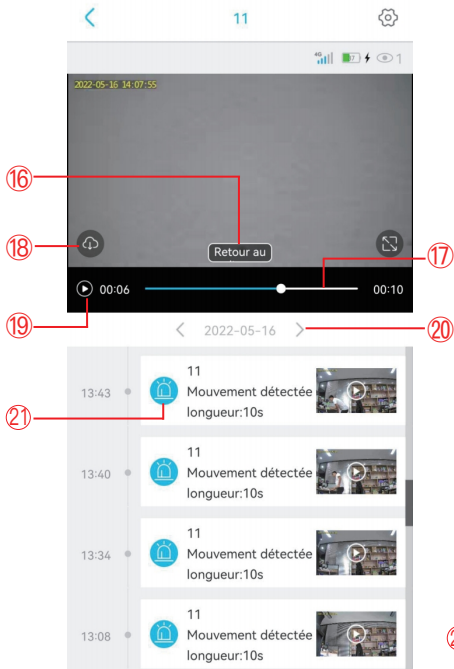 11
4G 17 1
2022-05-16 14:07:55
16
18
Retour au
17
00:06 00:10
19
2022-05-16
20
11
13:43 Mouvement détectée
longueur:10s
21
11
13:40 Mouvement détectée
longueur:10s
11
13:34 Mouvement détectée
longueur:10s
11
13:08 Mouvement détectée
longueur:10s